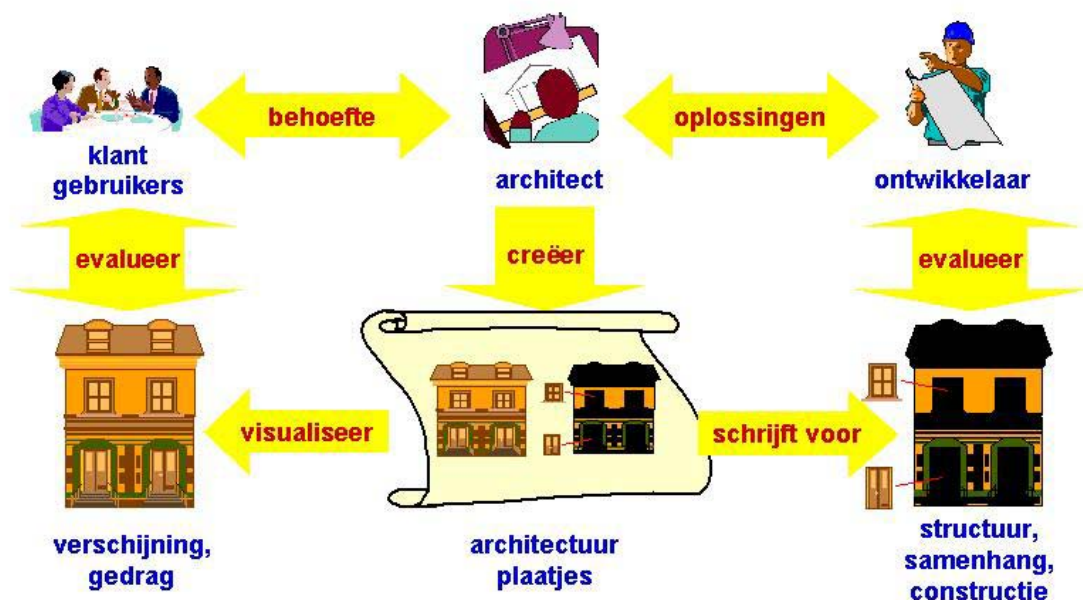 behoefte
oplossingen
klant
gebruikers
architect
ontwikkelaar
evalueer
creëer
evalueer
visualiseer
schrijft voor
verschijning,
gedrag
architectuur
plaatjes
structuur,
samenhang,
constructie